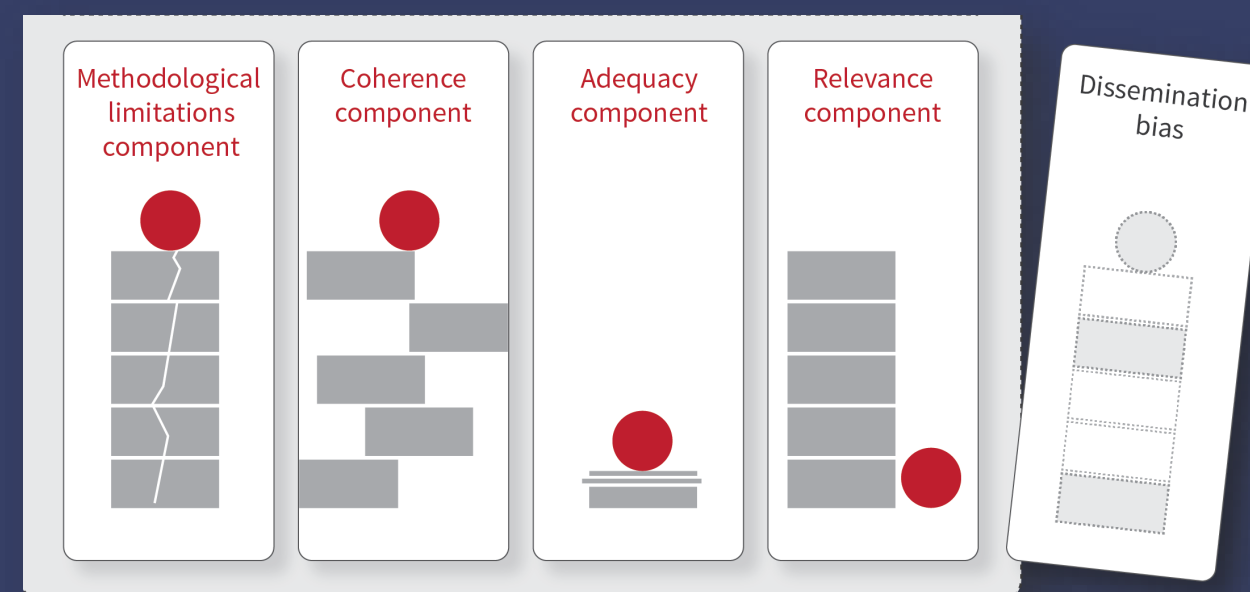 Methodological
limitations
component
Coherence
component
Adequacy
component
Relevance
component
Dissemination
bias